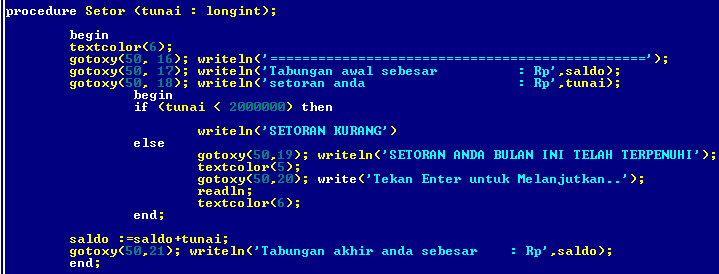 procedure Setor (tunai : longint);
begin
textcolor(6);
gotoxy(50, 16); writeln('===============================================');
gotoxy(50, 17); writeln('Tabungan awal sebesar          : Rp',saldo);
gotoxy(50, 18); writeln('setoran anda                   : Rp',tunai);
begin
if (tunai < 2000000) then
writeln('SETORAN KURANG')
else
gotoxy(50,19); writeln('SETORAN ANDA BULAN INI TELAH TERPENUHI');
textcolor(5);
gotoxy(50,20); write('Tekan Enter untuk Melanjutkan..');
readln;
textcolor(6);
end;
saldo :=saldo+tunai;
gotoxy(50,21); writeln('Tabungan akhir anda sebesar    : Rp',saldo);
end;